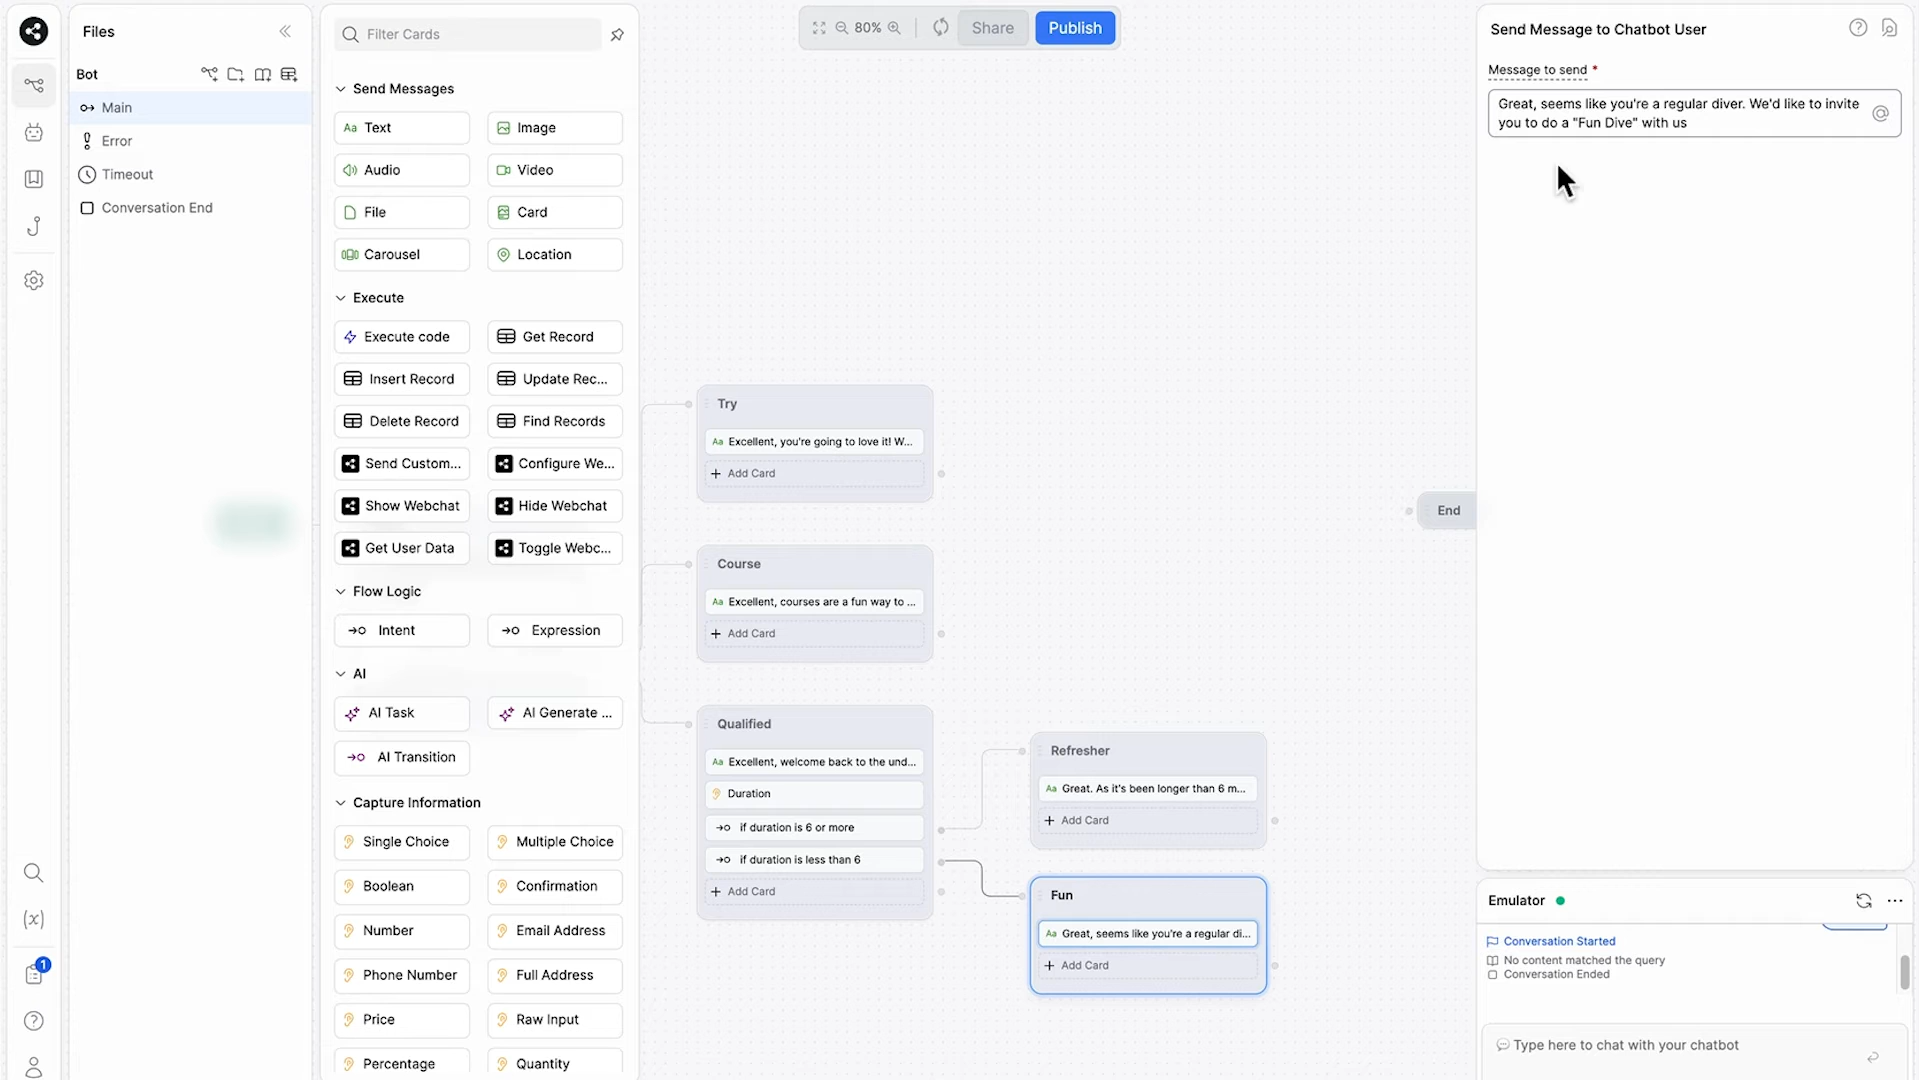 Files
Bot
Main
Error
Timeout
Conversation End
1
Filter Cards
Send Messages
Aa Text
Image
Audio
Video
File
Card
Carousel
Location
Execute
Execute code
Get Record
Insert Record
Update Rec...
Delete Record
Find Records
Send Custom...
Configure We...
Show Webchat
Hide Webchat
Get User Data
Toggle Webc...
Flow Logic
Intent
Expression
AI
AI Task
AI Generate ...
AI Transition
Capture Information
Single Choice
Multiple Choice
Boolean
Confirmation
Number
Email Address
Phone Number
Full Address
Price
Raw Input
Percentage
Quantity
80%
Share
Publish
Try
Aa Excellent, you're going to love it! W...
+ Add Card
Course
Aa Excellent, courses are a fun way to ...
+ Add Card
Qualified
Aa Excellent, welcome back to the und...
Duration
if duration is 6 or more
if duration is less than 6
+ Add Card
Refresher
Aa Great. As it's been longer than 6 m...
+ Add Card
Fun
Aa Great, seems like you're a regular di...
+ Add Card
End
Send Message to Chatbot User
Message to send *
Great, seems like you're a regular diver. We'd like to invite
you to do a "Fun Dive" with us
Emulator
Conversation Started
No content matched the query
Conversation Ended
Type here to chat with your chatbot